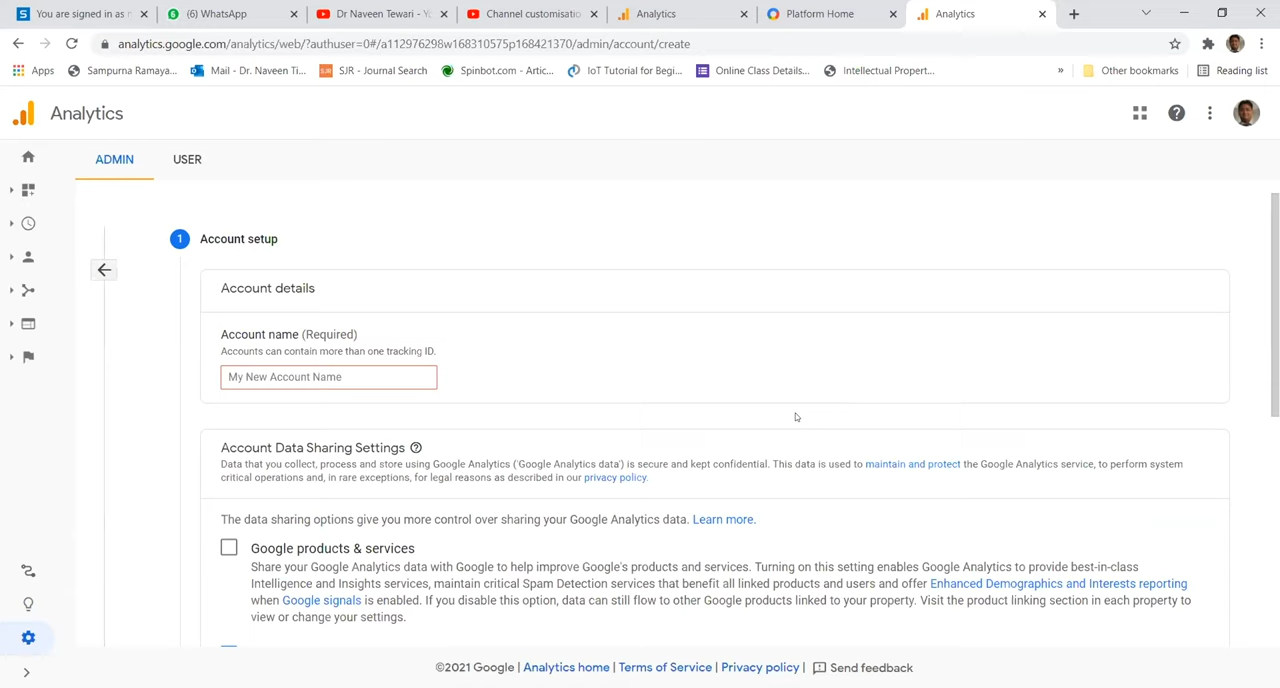 You are signed in as n
(6) WhatsApp
Dr Naveen Tewari - Yo
Channel customisatio
Analytics
Platform Home
Analytics
analytics.google.com/analytics/web/?authuser=0#/a112976298w168310575p168421370/admin/account/create
Apps
Sampurna Ramaya...
Mail - Dr. Naveen Ti...
SJR - Journal Search
Spinbot.com - Artic...
IoT Tutorial for Begi...
Online Class Details...
Intellectual Propert...
»
Other bookmarks
Reading list
Analytics
ADMIN
USER
1 Account setup
Account details
Account name (Required)
Accounts can contain more than one tracking ID.
My New Account Name
Account Data Sharing Settings
Data that you collect, process and store using Google Analytics ('Google Analytics data') is secure and kept confidential. This data is used to maintain and protect the Google Analytics service, to perform system
critical operations and, in rare exceptions, for legal reasons as described in our privacy policy.
The data sharing options give you more control over sharing your Google Analytics data. Learn more.
Google products & services
Share your Google Analytics data with Google to help improve Google's products and services. Turning on this setting enables Google Analytics to provide best-in-class
Intelligence and Insights services, maintain critical Spam Detection services that benefit all linked products and users and offer Enhanced Demographics and Interests reporting
when Google signals is enabled. If you disable this option, data can still flow to other Google products linked to your property. Visit the product linking section in each property to
view or change your settings.
©2021 Google | Analytics home | Terms of Service | Privacy policy | Send feedback